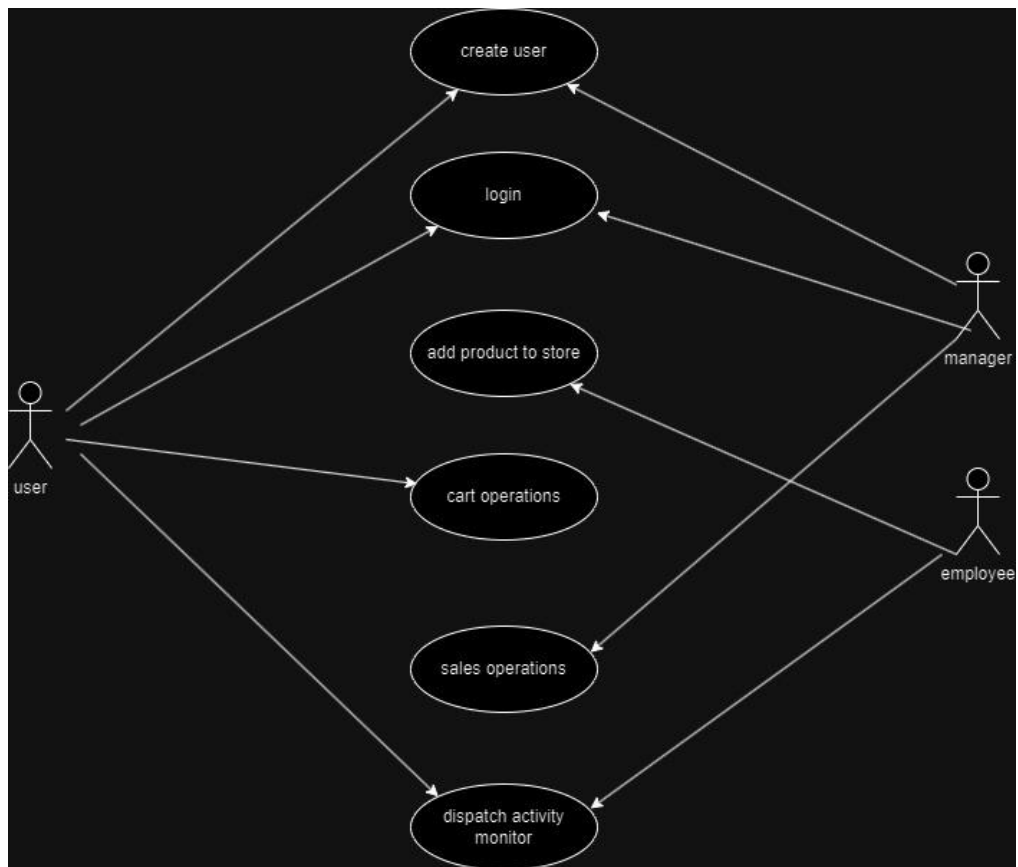 create user
login
manager
add product to store
user
cart operations
employee
sales operations
dispatch activity
monitor